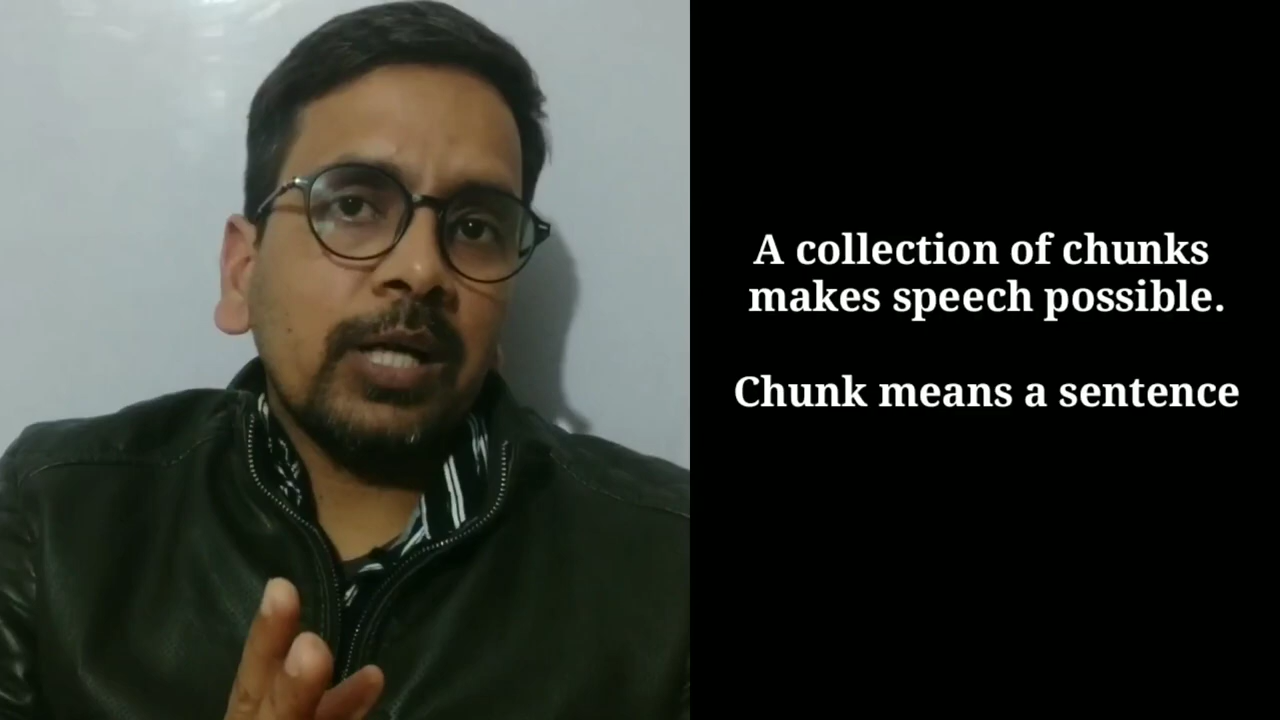 A collection of chunks
makes speech possible.
Chunk means a sentence